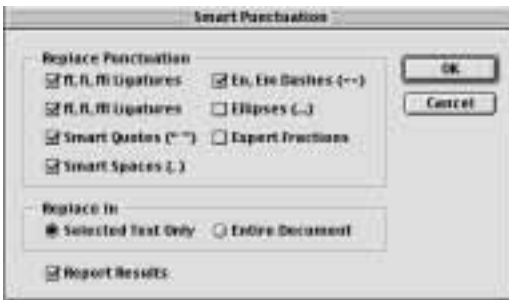 Smart Punctuation
Replace Punctuation
ff, fi, ffi Ligatures
En, Em Dashes (--)
OK
ff, fl, ffl Ligatures
Ellipses (...)
Cancel
Smart Quotes (“ ”)
Expert Fractions
Smart Spaces (. )
Replace In
Selected Text Only
Entire Document
Report Results